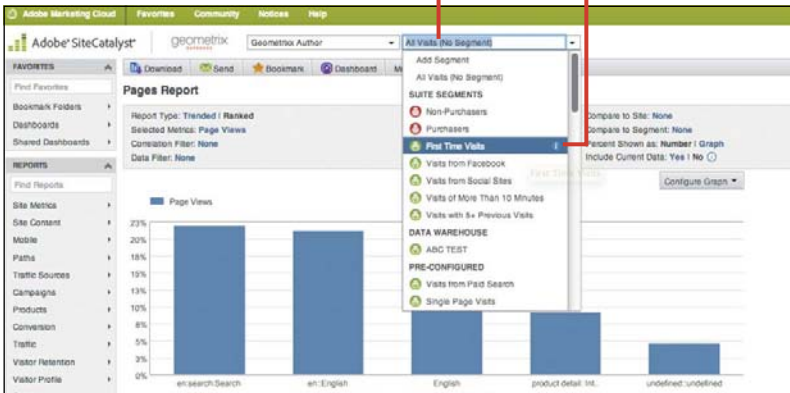 Adobe Marketing Cloud Favorites Community Notices Help
Adobe® SiteCatalyst® geometrixx Geometrixx Author All Visits (No Segment)
FAVORITES
Find Favorites
Bookmark Folders
Dashboards
Shared Dashboards
REPORTS
Find Reports
Site Metrics
Site Content
Mobile
Paths
Traffic Sources
Campaigns
Products
Conversion
Traffic
Visitor Retention
Visitor Profile
Download Send Bookmark Dashboard
Pages Report
Report Type: Trended | Ranked
Selected Metrics: Page Views
Correlation Filter: None
Data Filter: None
Add Segment
All Visits (No Segment)
SUITE SEGMENTS
Non-Purchasers
Purchasers
First Time Visits
Visits from Facebook
Visits from Social Sites
Visits of More Than 10 Minutes
Visits with 5+ Previous Visits
DATA WAREHOUSE
ABC TEST
PRE-CONFIGURED
Visits from Paid Search
Single Page Visits
First Time Visits
Compare to Site: None
Compare to Segment: None
Percent Shown as: Number | Graph
Include Current Data: Yes | No
Configure Graph
Page Views
23%
20%
18%
15%
13%
10%
8%
5%
3%
0%
en:search:Search en::English English product detail: Int.. undefined::undefined